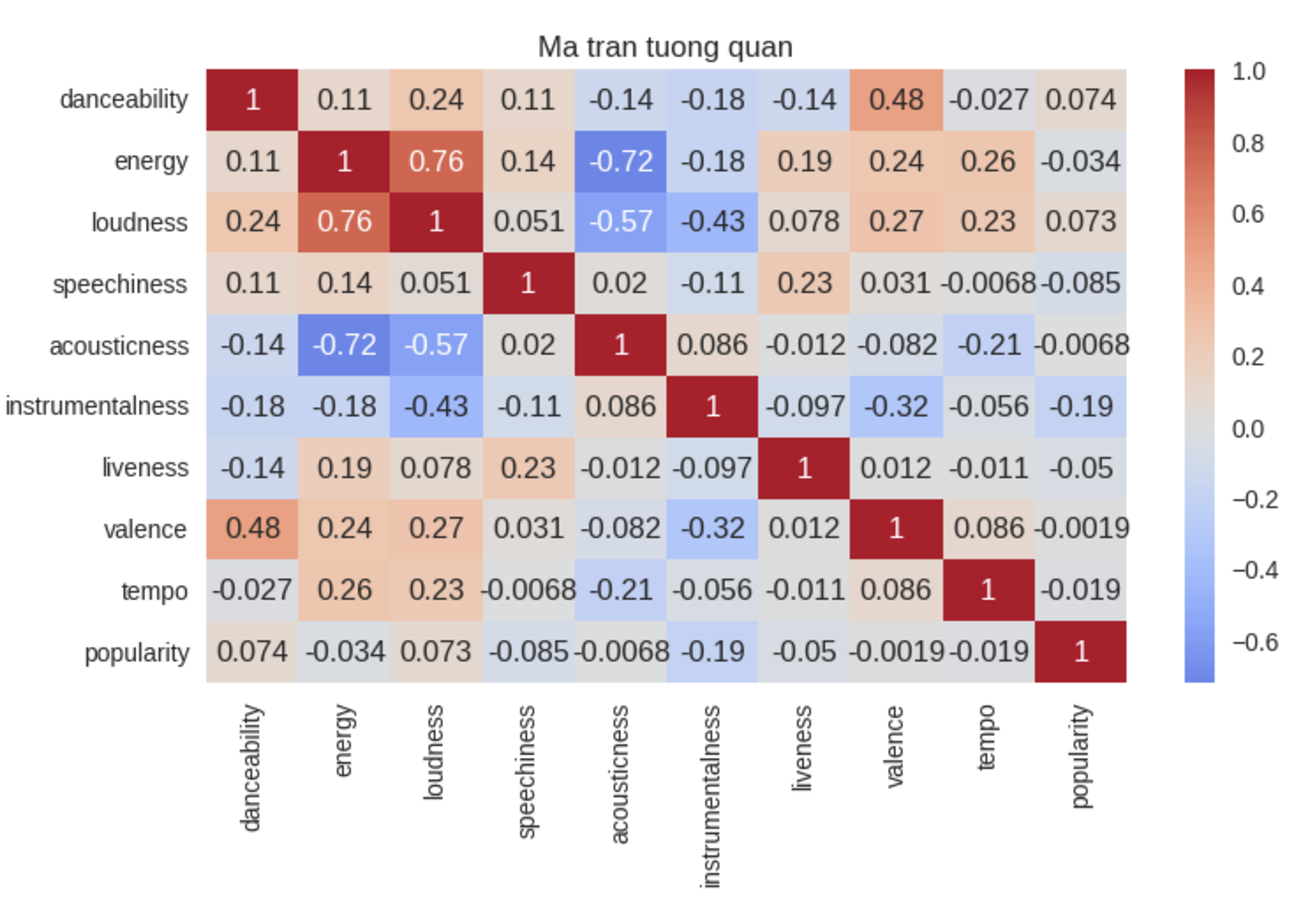 Ma tran tuong quan
danceability 1 0.11 0.24 0.11 -0.14 -0.18 -0.14 0.48 -0.027 0.074
energy 0.11 1 0.76 0.14 -0.72 -0.18 0.19 0.24 0.26 -0.034
loudness 0.24 0.76 1 0.051 -0.57 -0.43 0.078 0.27 0.23 0.073
speechiness 0.11 0.14 0.051 1 0.02 -0.11 0.23 0.031 -0.0068 -0.085
acousticness -0.14 -0.72 -0.57 0.02 1 0.086 -0.012 -0.082 -0.21 -0.0068
instrumentalness -0.18 -0.18 -0.43 -0.11 0.086 1 -0.097 -0.32 -0.056 -0.19
liveness -0.14 0.19 0.078 0.23 -0.012 -0.097 1 0.012 -0.011 -0.05
valence 0.48 0.24 0.27 0.031 -0.082 -0.32 0.012 1 0.086 -0.0019
tempo -0.027 0.26 0.23 -0.0068 -0.21 -0.056 -0.011 0.086 1 -0.019
popularity 0.074 -0.034 0.073 -0.085 -0.0068 -0.19 -0.05 -0.0019 -0.019 1
danceability
energy
loudness
speechiness
acousticness
instrumentalness
liveness
valence
tempo
popularity
1.0
0.8
0.6
0.4
0.2
0.0
−0.2
−0.4
−0.6